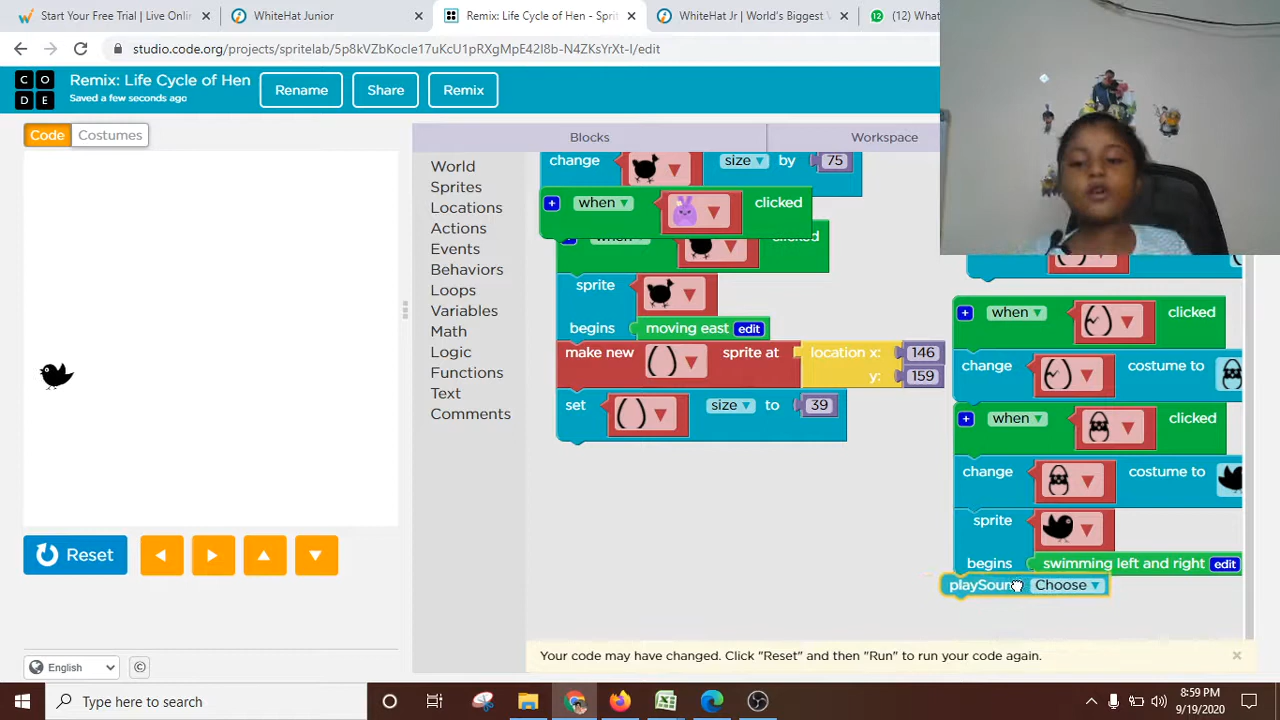 Start Your Free Trial | Live Onlin
WhiteHat Junior
Remix: Life Cycle of Hen - Sprit
WhiteHat Jr | World's Biggest
(12) What
studio.code.org/projects/spritelab/5p8kVZbKocIe17uKcU1pRXgMpE42I8b-N4ZKsYrXt-I/edit
C O
D E
Remix: Life Cycle of Hen
Saved a few seconds ago
Rename
Share
Remix
Code
Costumes
Blocks
Workspace
World
Sprites
Locations
Actions
Events
Behaviors
Loops
Variables
Math
Logic
Functions
Text
Comments
change size by 75
when clicked
clicked
sprite
begins moving east edit
make new sprite at location x: 146
y: 159
set size to 39
when clicked
change costume to
when clicked
change costume to
sprite
begins swimming left and right edit
playSoun Choose
Reset
English
©
Your code may have changed. Click "Reset" and then "Run" to run your code again.
Type here to search
8:59 PM
9/19/2020